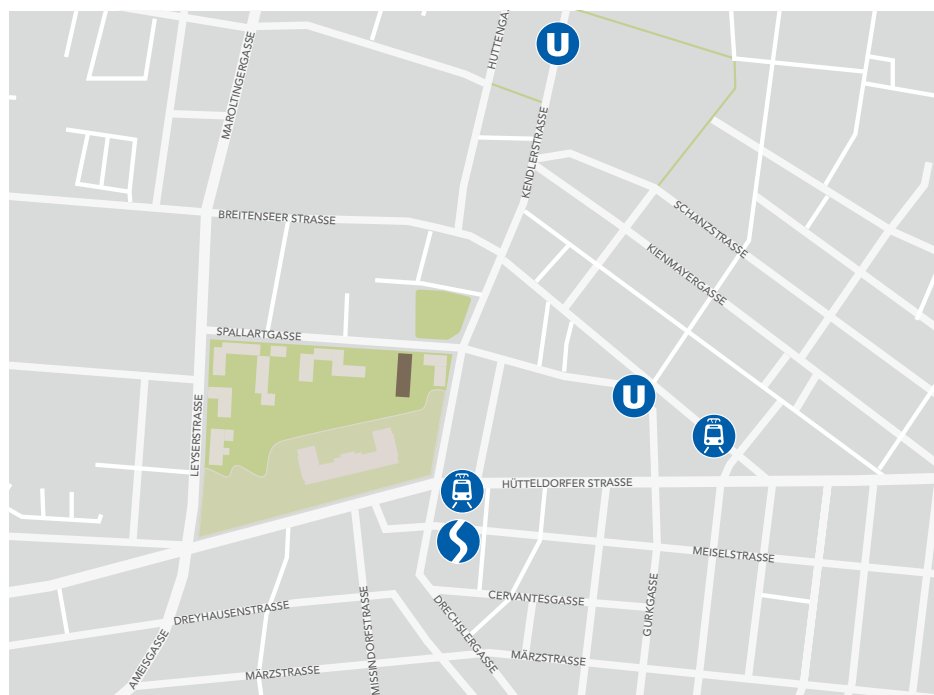 HÜTTENGA
U
MAROLTINGERGASSE
KENDLERSTRASSE
BREITENSEER STRASSE
SCHANZSTRASSE
KIENMAYERGASSE
SPALLARTGASSE
LEYSERSTRASSE
U
HÜTTELDORFER STRASSE
MEISELSTRASSE
CERVANTESGASSE
GURKGASSE
DREYHAUSENSTRASSE
MISSINDORFSTRASSE
DRECHSLERGASSE
AMEISGASSE
MÄRZSTRASSE
MÄRZSTRASSE